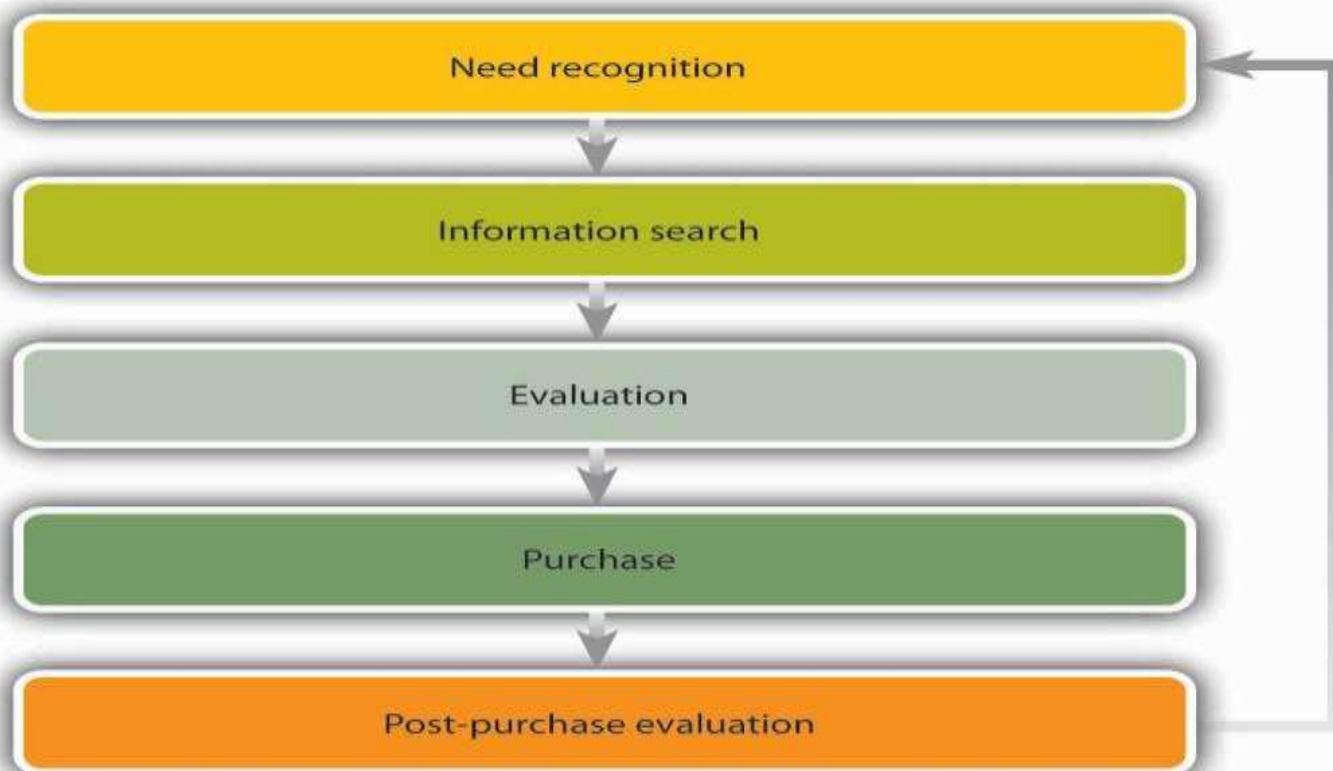 Need recognition
Information search
Evaluation
Purchase
Post-purchase evaluation